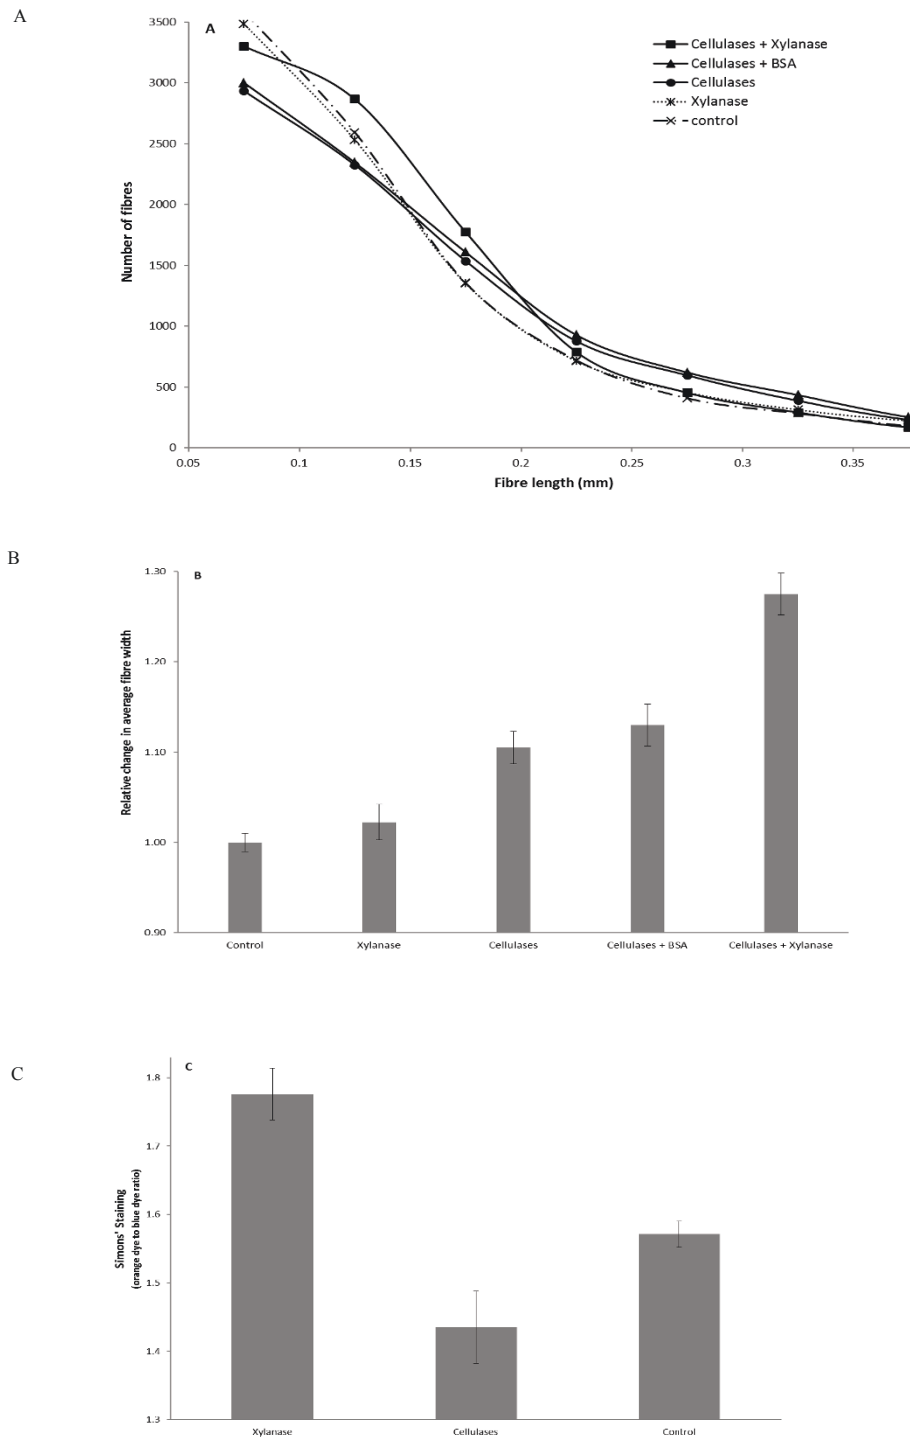 A
A
3500
3000
2500
2000
1500
1000
500
0
Number of fibres
Cellulases + Xylanase
Cellulases + BSA
Cellulases
Xylanase
control
0.05
0.1
0.15
0.2
0.25
0.3
0.35
Fibre length (mm)
B
B
1.30
1.20
1.10
1.00
0.90
Relative change in average fibre width
Control
Xylanase
Cellulases
Cellulases + BSA
Cellulases + Xylanase
C
C
1.8
1.7
1.6
1.5
1.4
1.3
Simons' Staining
(orange dye to blue dye ratio)
Xylanase
Cellulases
Control